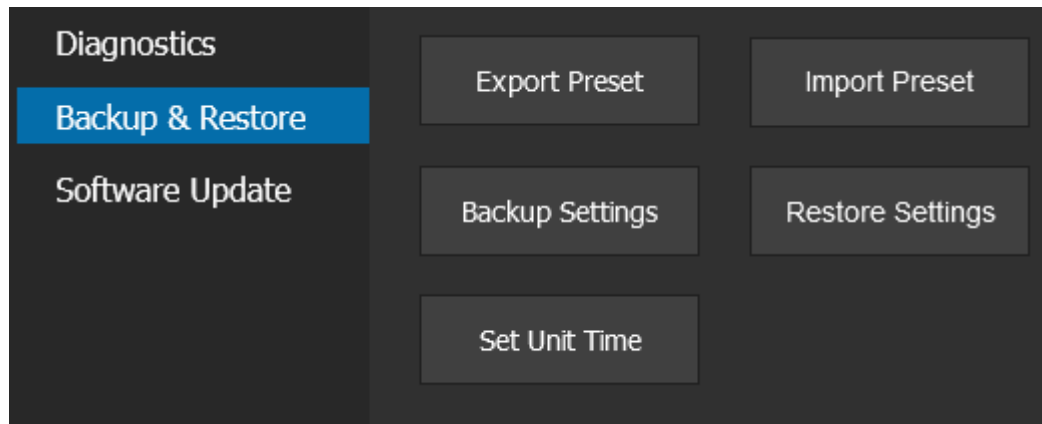 Diagnostics
Backup & Restore
Software Update
Export Preset
Import Preset
Backup Settings
Restore Settings
Set Unit Time